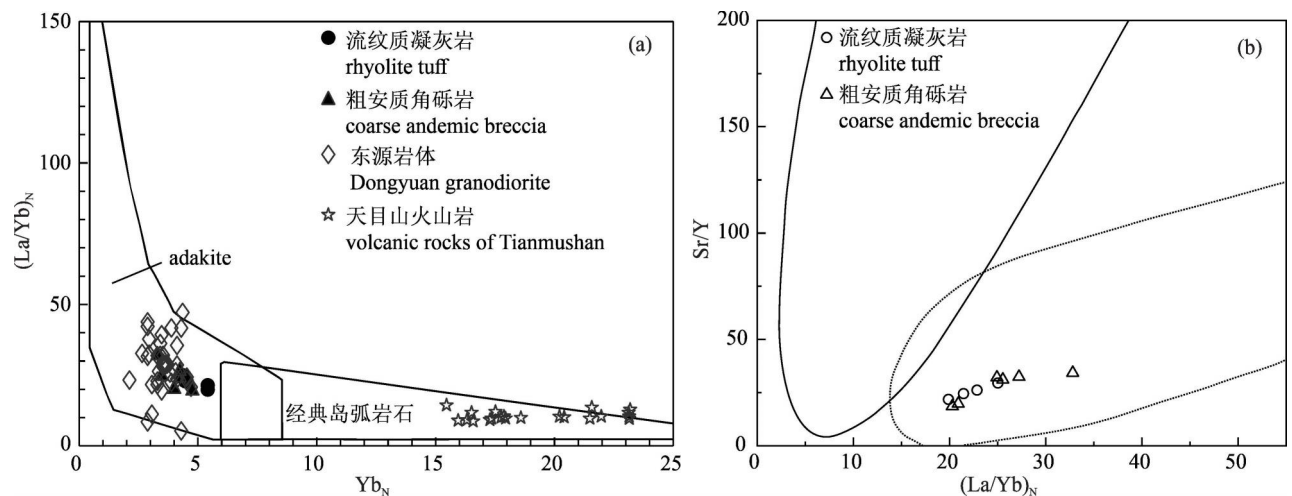 150
100
50
0
(La/Yb)N
(a)
流纹质凝灰岩
rhyolite tuff
粗安质角砾岩
coarse andemic breccia
东源岩体
Dongyuan granodiorite
天目山火山岩
volcanic rocks of Tianmushan
adakite
经典岛弧岩石
0 5 10 15 20 25
YbN
200
150
100
50
0
Sr/Y
(b)
流纹质凝灰岩
rhyolite tuff
粗安质角砾岩
coarse andemic breccia
0 10 20 30 40 50
(La/Yb)N